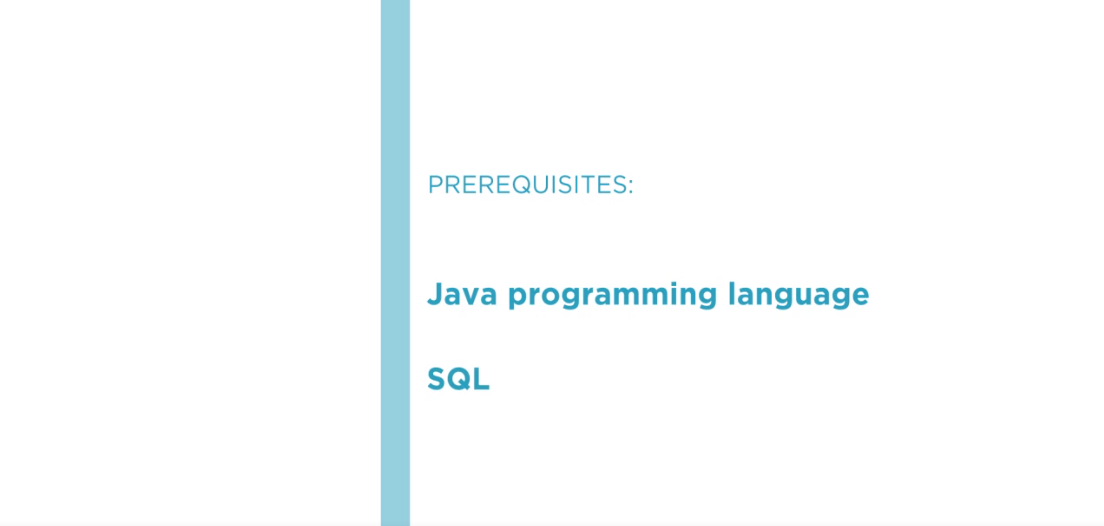 PREREQUISITES:
Java programming language
SQL